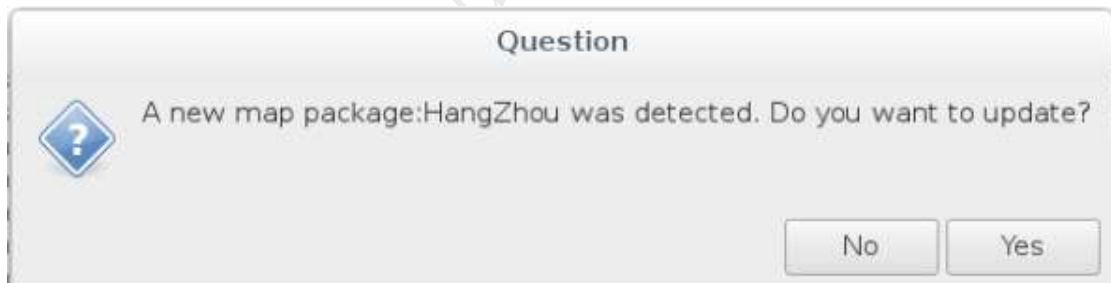 Question
A new map package:HangZhou was detected. Do you want to update?
No
Yes